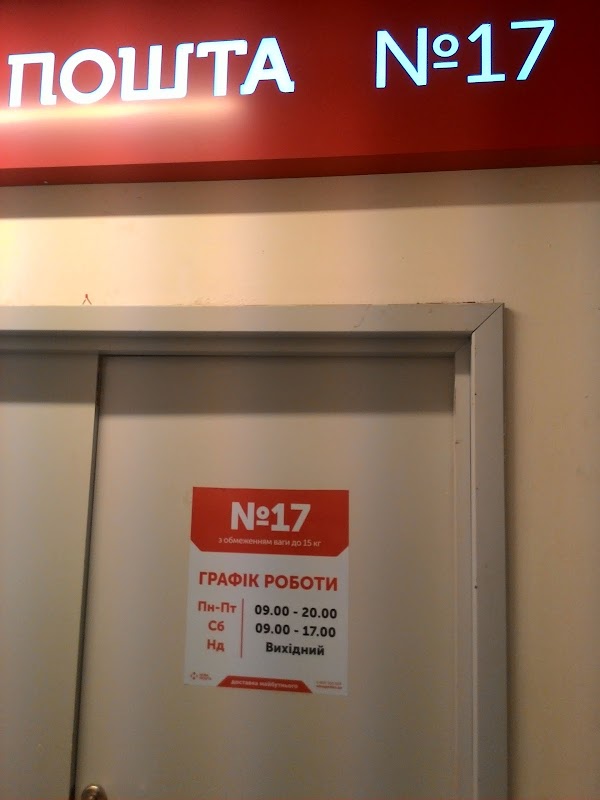 ПОШТА №17
№17
з обмеженням ваги до 15 кг
ГРАФІК РОБОТИ
Пн-Пт 09.00 - 20.00
Сб 09.00 - 17.00
Нд Вихідний
доставка майбутнього